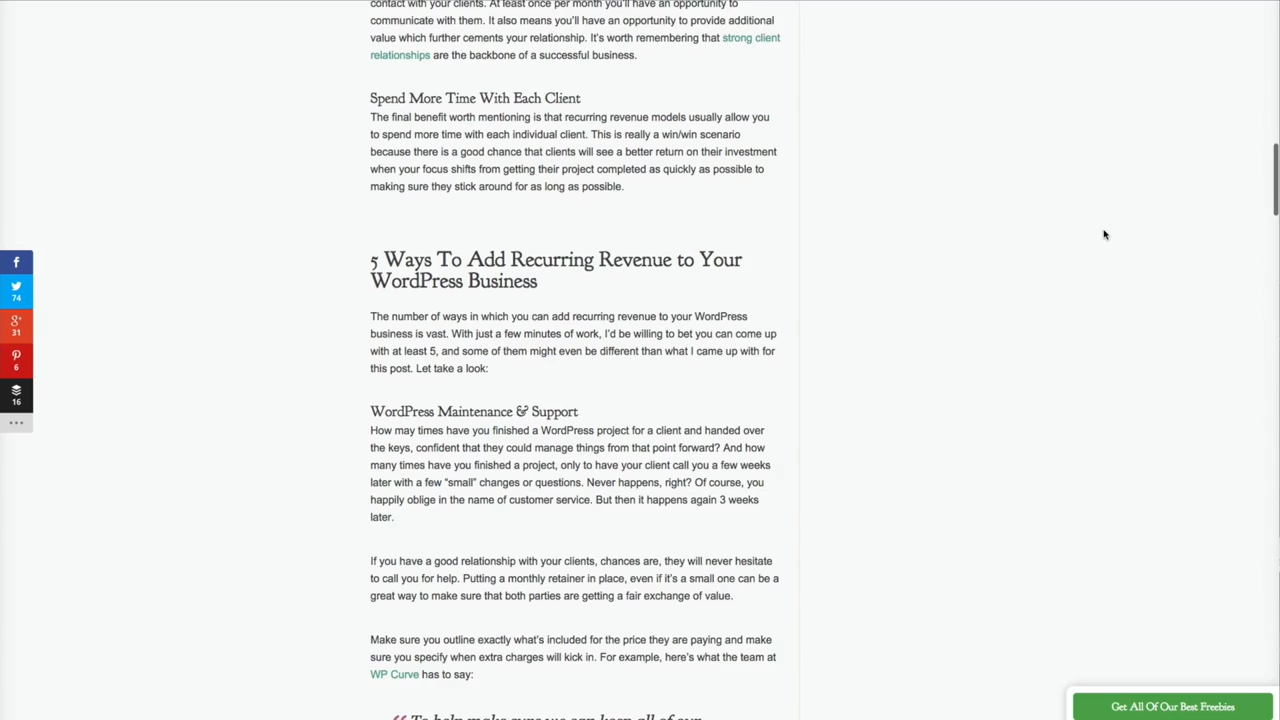 contact with your clients. At least once per month you'll have an opportunity to
communicate with them. It also means you'll have an opportunity to provide additional
value which further cements your relationship. It's worth remembering that strong client
relationships are the backbone of a successful business.
Spend More Time With Each Client
The final benefit worth mentioning is that recurring revenue models usually allow you
to spend more time with each individual client. This is really a win/win scenario
because there is a good chance that clients will see a better return on their investment
when your focus shifts from getting their project completed as quickly as possible to
making sure they stick around for as long as possible.
5 Ways To Add Recurring Revenue to Your
WordPress Business
The number of ways in which you can add recurring revenue to your WordPress
business is vast. With just a few minutes of work, I'd be willing to bet you can come up
with at least 5, and some of them might even be different than what I came up with for
this post. Let take a look:
WordPress Maintenance & Support
How may times have you finished a WordPress project for a client and handed over
the keys, confident that they could manage things from that point forward? And how
many times have you finished a project, only to have your client call you a few weeks
later with a few “small” changes or questions. Never happens, right? Of course, you
happily oblige in the name of customer service. But then it happens again 3 weeks
later.
If you have a good relationship with your clients, chances are, they will never hesitate
to call you for help. Putting a monthly retainer in place, even if it's a small one can be a
great way to make sure that both parties are getting a fair exchange of value.
Make sure you outline exactly what's included for the price they are paying and make
sure you specify when extra charges will kick in. For example, here's what the team at
WP Curve has to say:
“To help make sure we can keep all of our
74
31
6
16
Get All Of Our Best Freebies